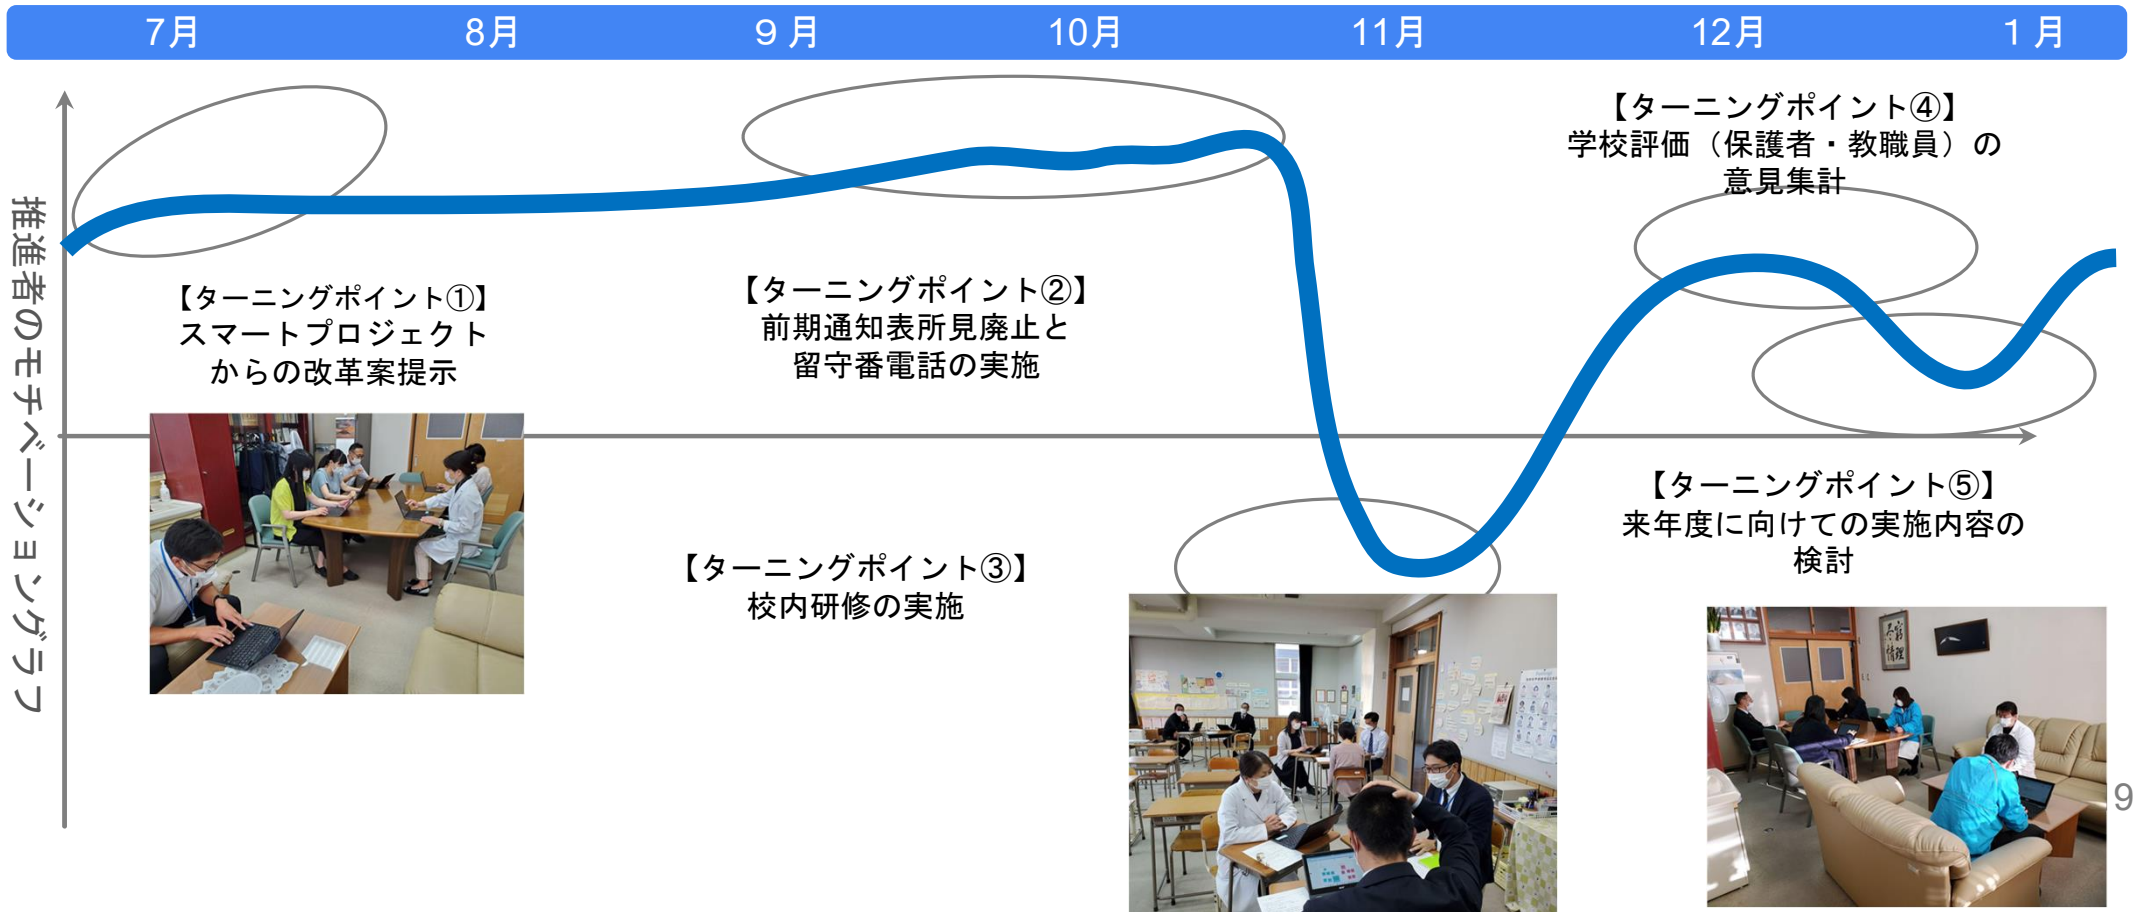 7月 8月 ９月 10月 11月 12月 １月
推進者のモチベーショングラフ
【ターニングポイント①】
スマートプロジェクト
からの改革案提示
【ターニングポイント②】
前期通知表所見廃止と
留守番電話の実施
【ターニングポイント③】
校内研修の実施
【ターニングポイント④】
学校評価（保護者・教職員）の
意見集計
【ターニングポイント⑤】
来年度に向けての実施内容の
検討
9